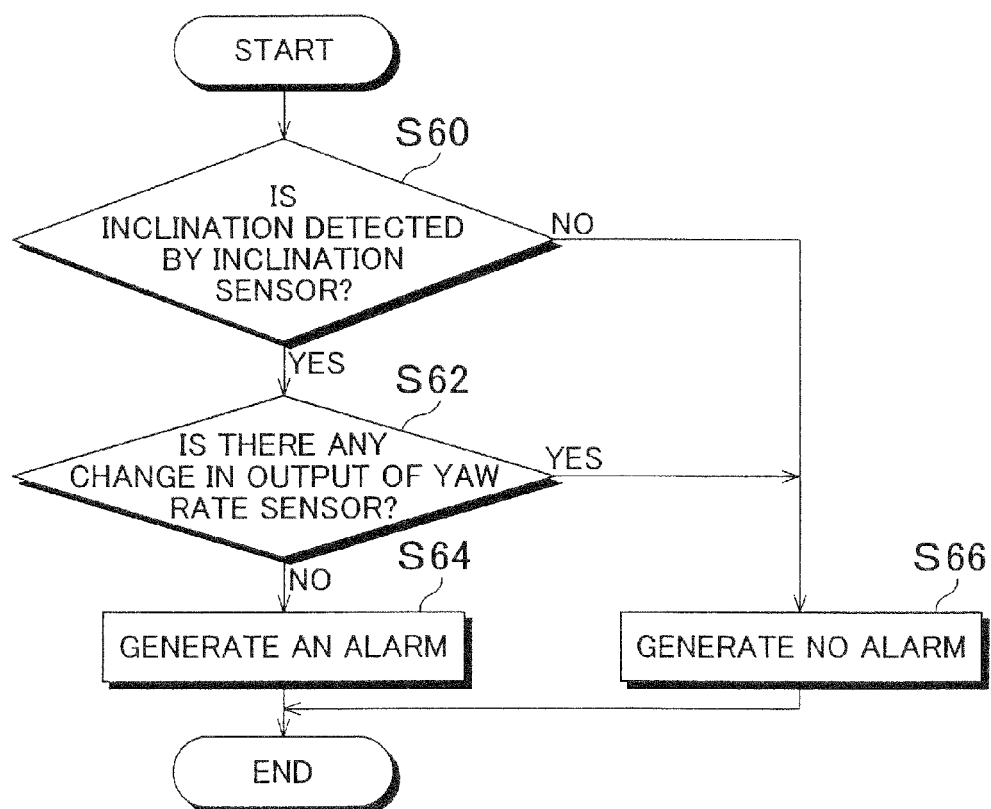 START
S60
IS
INCLINATION DETECTED
BY INCLINATION
SENSOR?
NO
YES
S62
IS THERE ANY
CHANGE IN OUTPUT OF YAW
RATE SENSOR?
YES
NO
S64
GENERATE AN ALARM
S66
GENERATE NO ALARM
END